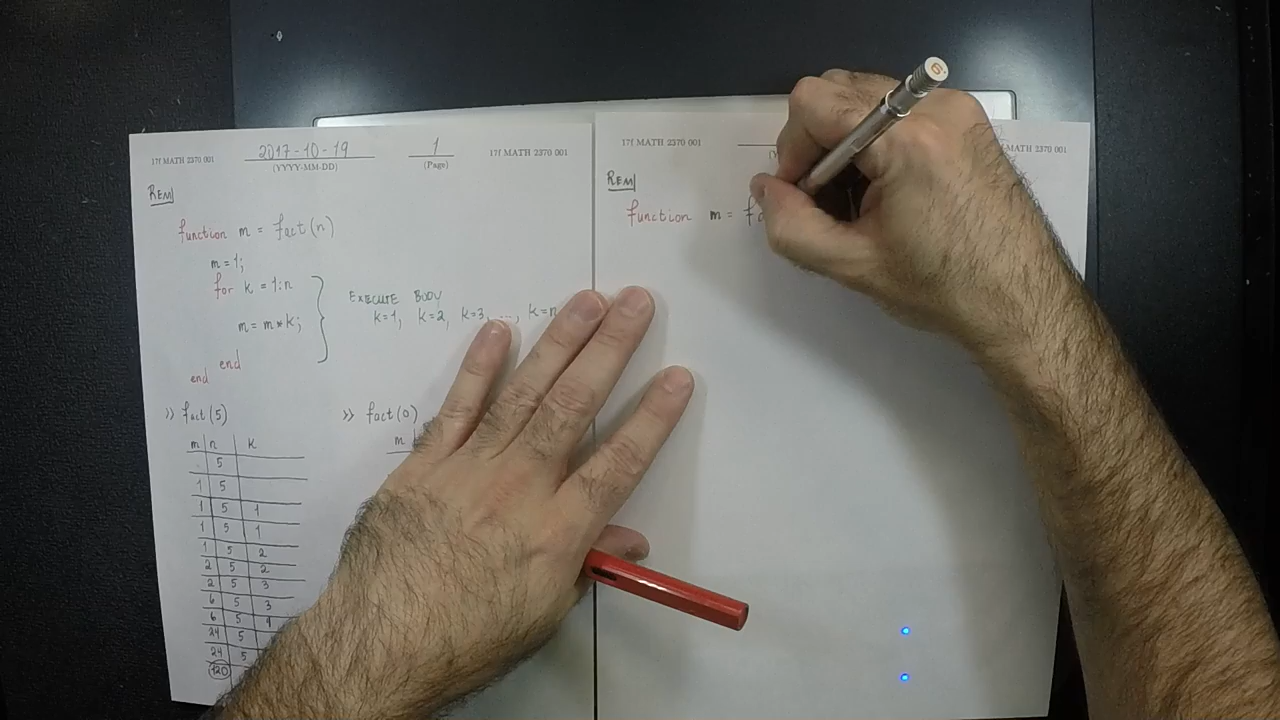 17f MATH 2370 001
2017-10-19
(YYYY-MM-DD)
1
(Page)
17f MATH 2370 001
REM
function m = fact(n)
m=1;
for k = 1:n
m=m*k;
end
end
EXECUTE BODY
k=1, k=2, k=3, ..., k=n
>> fact(5)
m n k
. 5
1 5
1 5 1
1 5 1
1 5 2
2 5 2
2 5 3
6 5 3
6 5 4
24 5
24 5
120
>> fact(0)
m
17f MATH 2370 001
MATH 2370 001
REM
function m = f
6